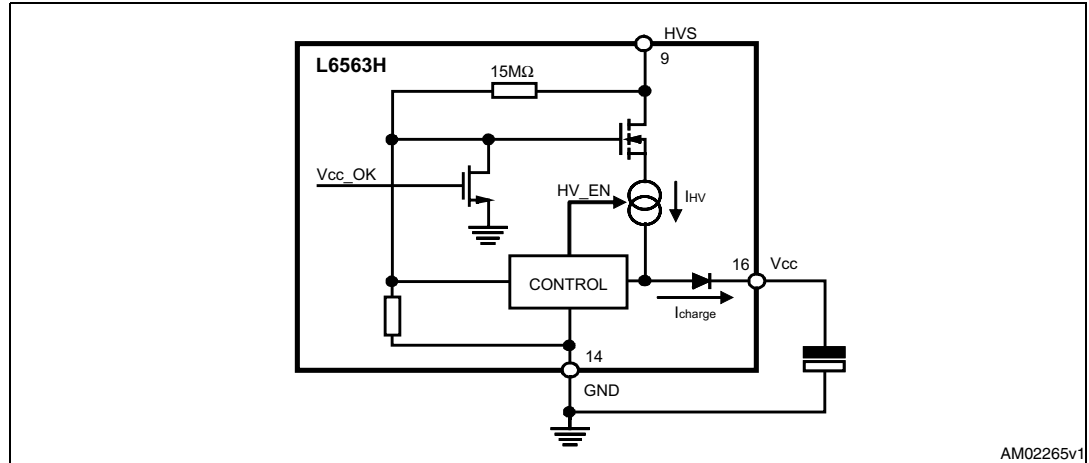 HVS
9
L6563H
15MΩ
Vcc_OK
HV_EN
IHV
CONTROL
16
Vcc
Icharge
14
GND
AM02265v1